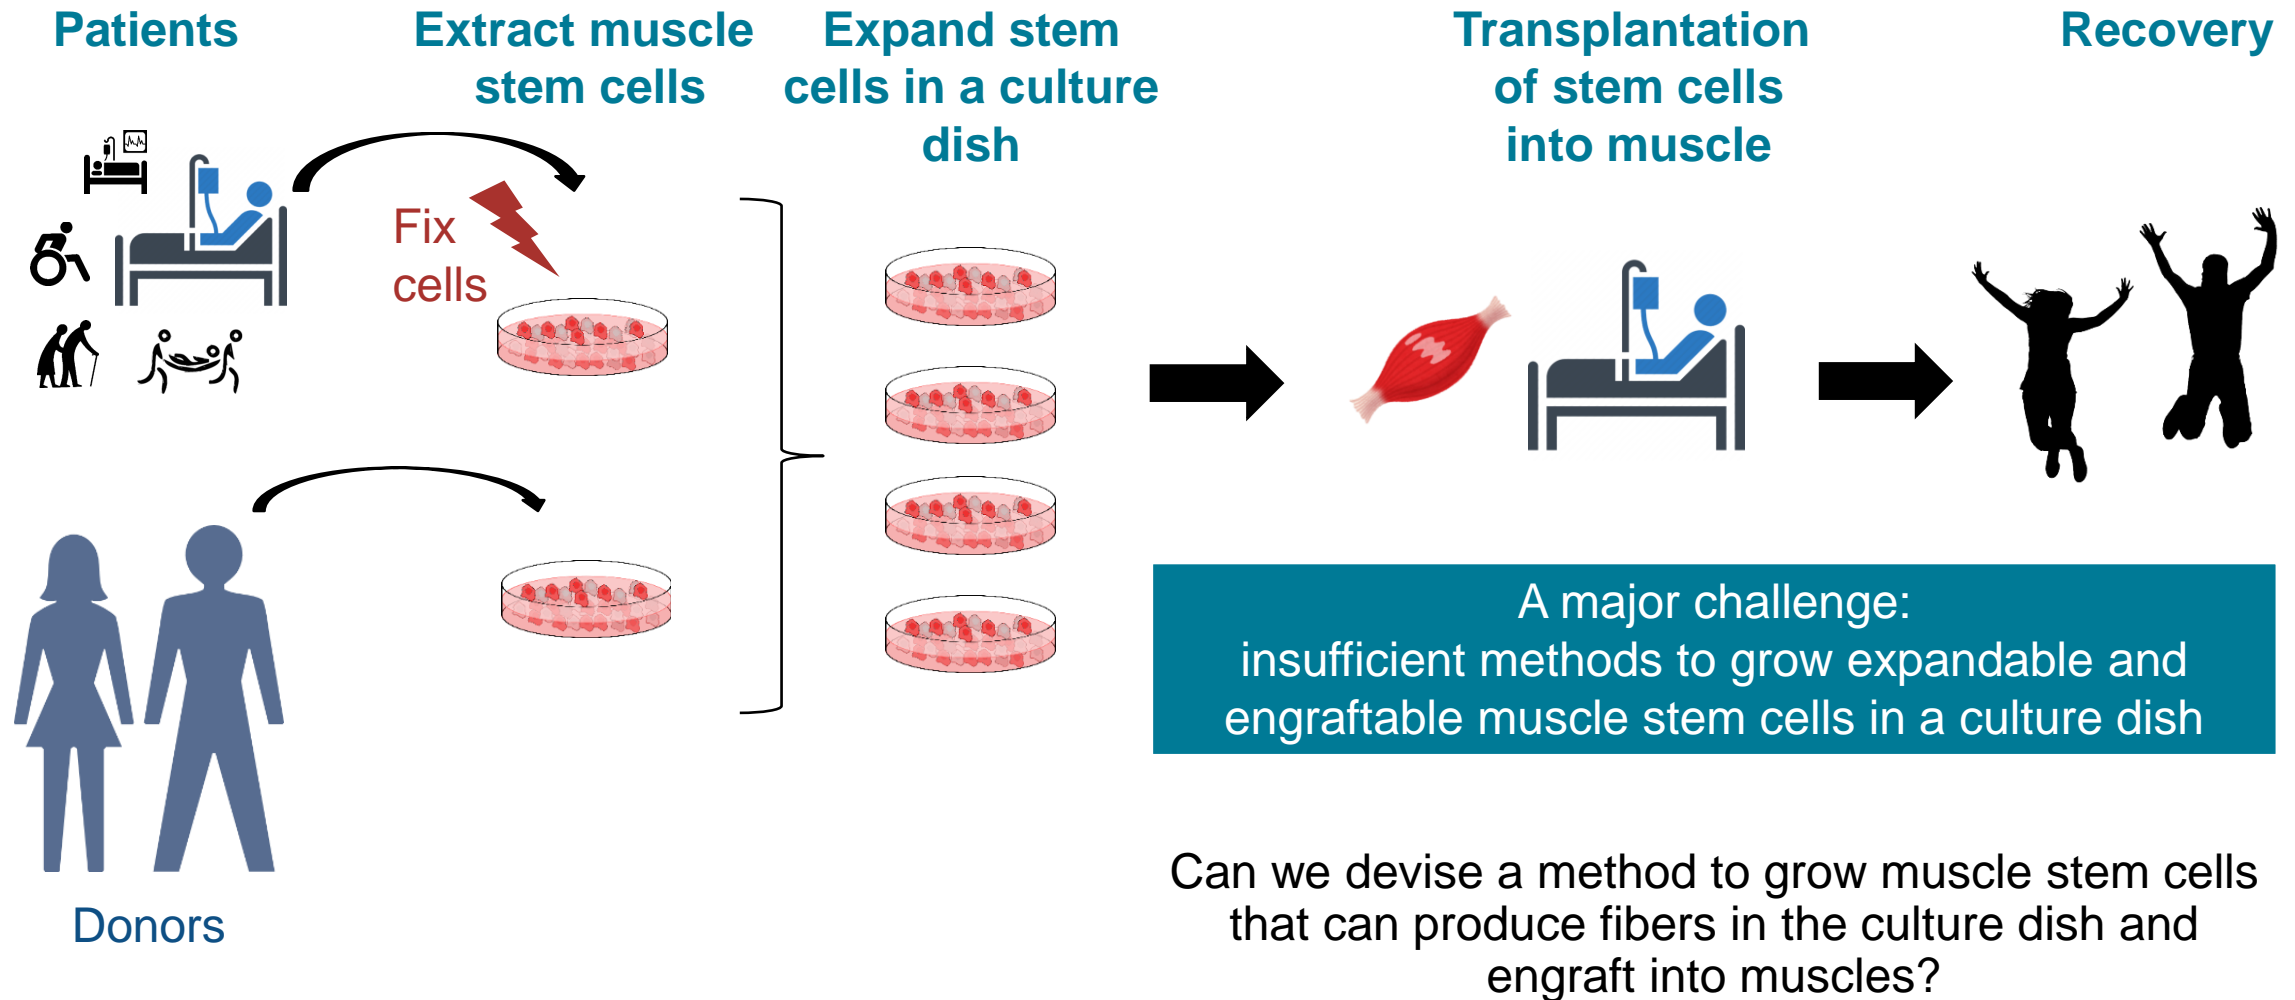 Patients
Extract muscle
stem cells
Expand stem
cells in a culture
dish
Transplantation
of stem cells
into muscle
Recovery
Fix
cells
Donors
A major challenge:
insufficient methods to grow expandable and
engraftable muscle stem cells in a culture dish
Can we devise a method to grow muscle stem cells
that can produce fibers in the culture dish and
engraft into muscles?